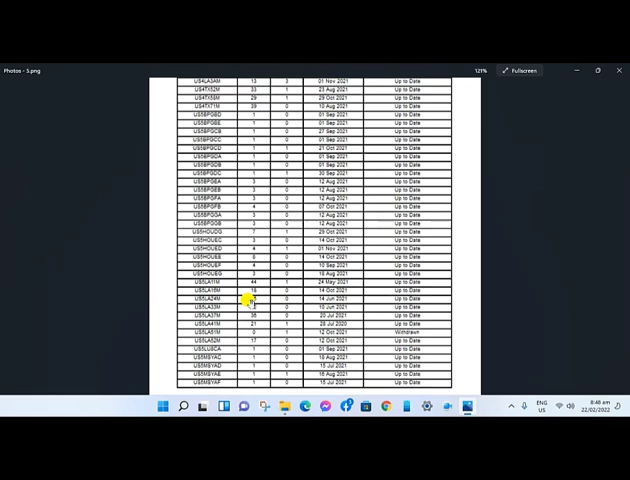 Photos - S.png 121% Fullscreen
US4LA3AM 13 3 01 Nov 2021 Up to Date
US4TX52M 33 1 23 Aug 2021 Up to Date
US4TX58M 29 1 29 Oct 2021 Up to Date
US4TX71M 39 0 10 Aug 2021 Up to Date
US5BPGBD 1 0 01 Sep 2021 Up to Date
US5BPGBE 1 0 01 Sep 2021 Up to Date
US5BPGCB 1 0 27 Sep 2021 Up to Date
US5BPGCC 1 0 01 Sep 2021 Up to Date
US5BPGCD 1 1 21 Oct 2021 Up to Date
US5BPGDA 1 0 01 Sep 2021 Up to Date
US5BPGDB 1 0 01 Sep 2021 Up to Date
US5BPGDC 1 1 30 Sep 2021 Up to Date
US5BPGEA 3 0 12 Aug 2021 Up to Date
US5BPGEB 3 0 12 Aug 2021 Up to Date
US5BPGFA 3 0 12 Aug 2021 Up to Date
US5BPGFB 4 0 07 Oct 2021 Up to Date
US5BPGGA 3 0 12 Aug 2021 Up to Date
US5BPGGB 3 0 12 Aug 2021 Up to Date
US5HOUDG 7 1 29 Oct 2021 Up to Date
US5HOUEC 3 0 14 Oct 2021 Up to Date
US5HOUED 4 1 01 Nov 2021 Up to Date
US5HOUEE 6 0 14 Oct 2021 Up to Date
US5HOUEF 4 0 10 Sep 2021 Up to Date
US5HOUEG 3 0 18 Aug 2021 Up to Date
US5LA11M 44 1 24 May 2021 Up to Date
US5LA16M 18 0 14 Oct 2021 Up to Date
US5LA24M 0 14 Jun 2021 Up to Date
US5LA33M 0 10 Jun 2021 Up to Date
US5LA37M 36 0 20 Jul 2021 Up to Date
US5LA41M 21 1 28 Jul 2020 Up to Date
US5LA51M 0 1 12 Oct 2021 Withdrawn
US5LA52M 17 0 12 Oct 2021 Up to Date
US5LUSCA 1 0 01 Sep 2021 Up to Date
US5MSYAC 1 0 18 Aug 2021 Up to Date
US5MSYAD 1 0 15 Jul 2021 Up to Date
US5MSYAE 1 1 16 Aug 2021 Up to Date
US5MSYAF 1 0 15 Jul 2021 Up to Date
ENG US 8:46 am 22/02/2022